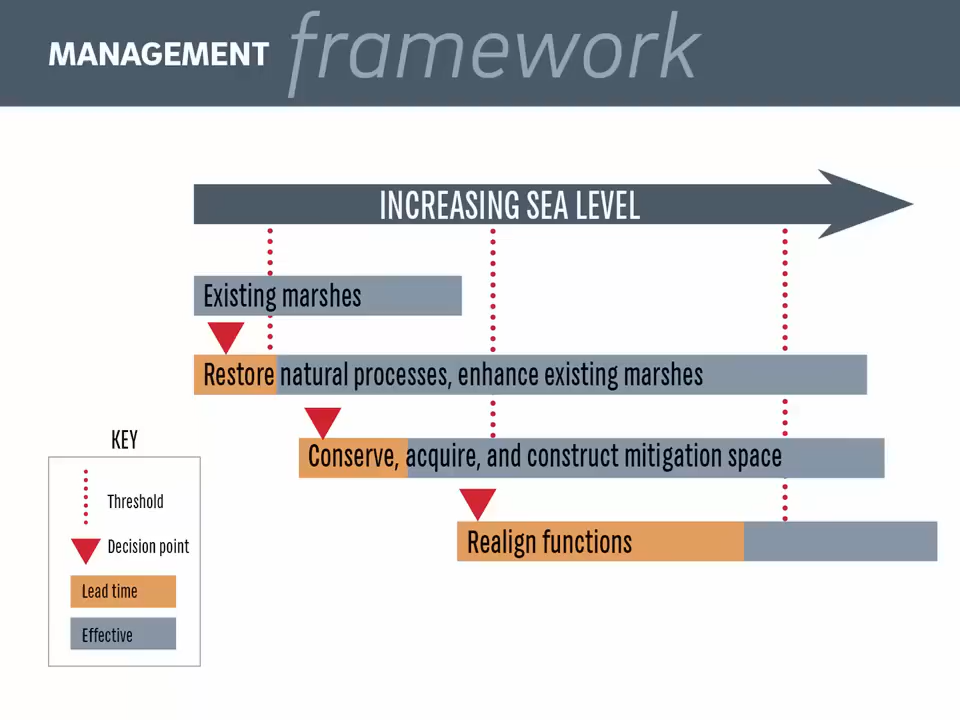 MANAGEMENT framework
INCREASING SEA LEVEL
Existing marshes
Restore natural processes, enhance existing marshes
Conserve, acquire, and construct mitigation space
Realign functions
KEY
Threshold
Decision point
Lead time
Effective